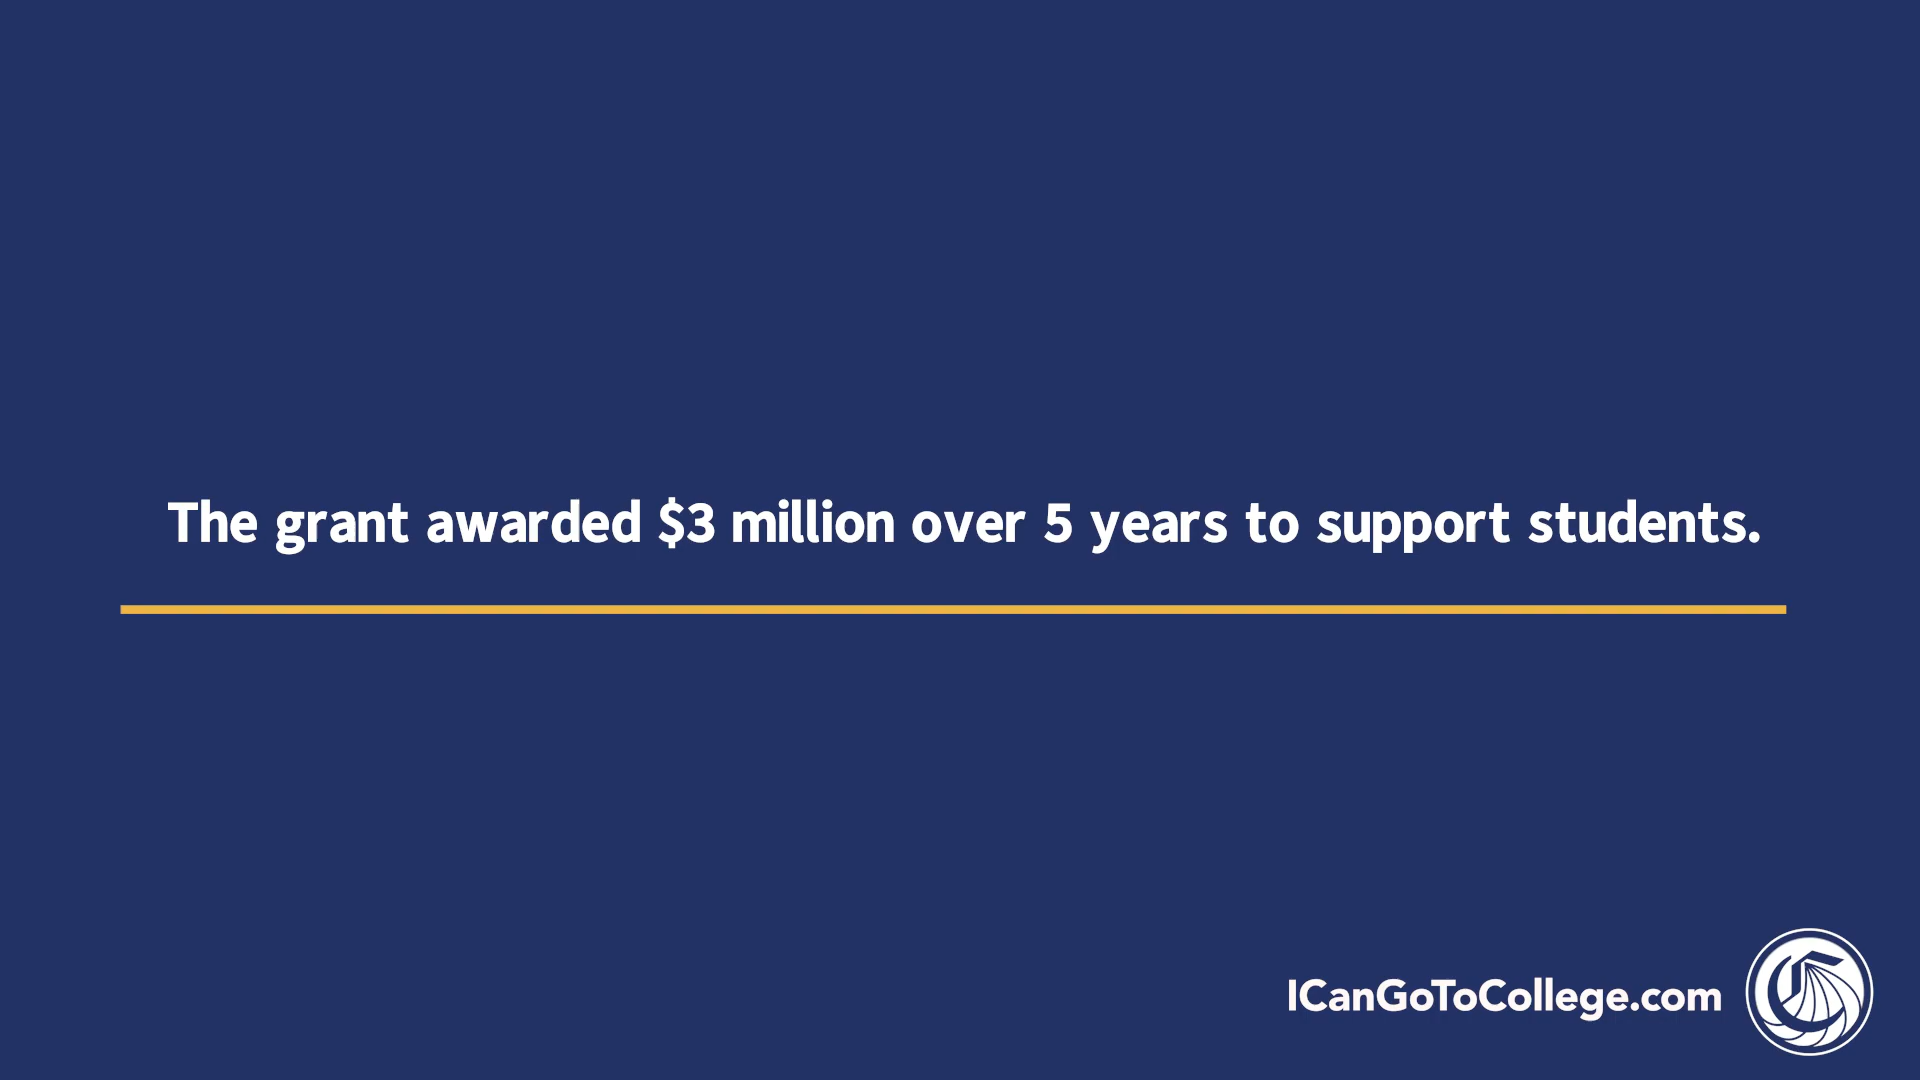 The grant awarded $3 million over 5 years to support students.
ICanGoToCollege.com